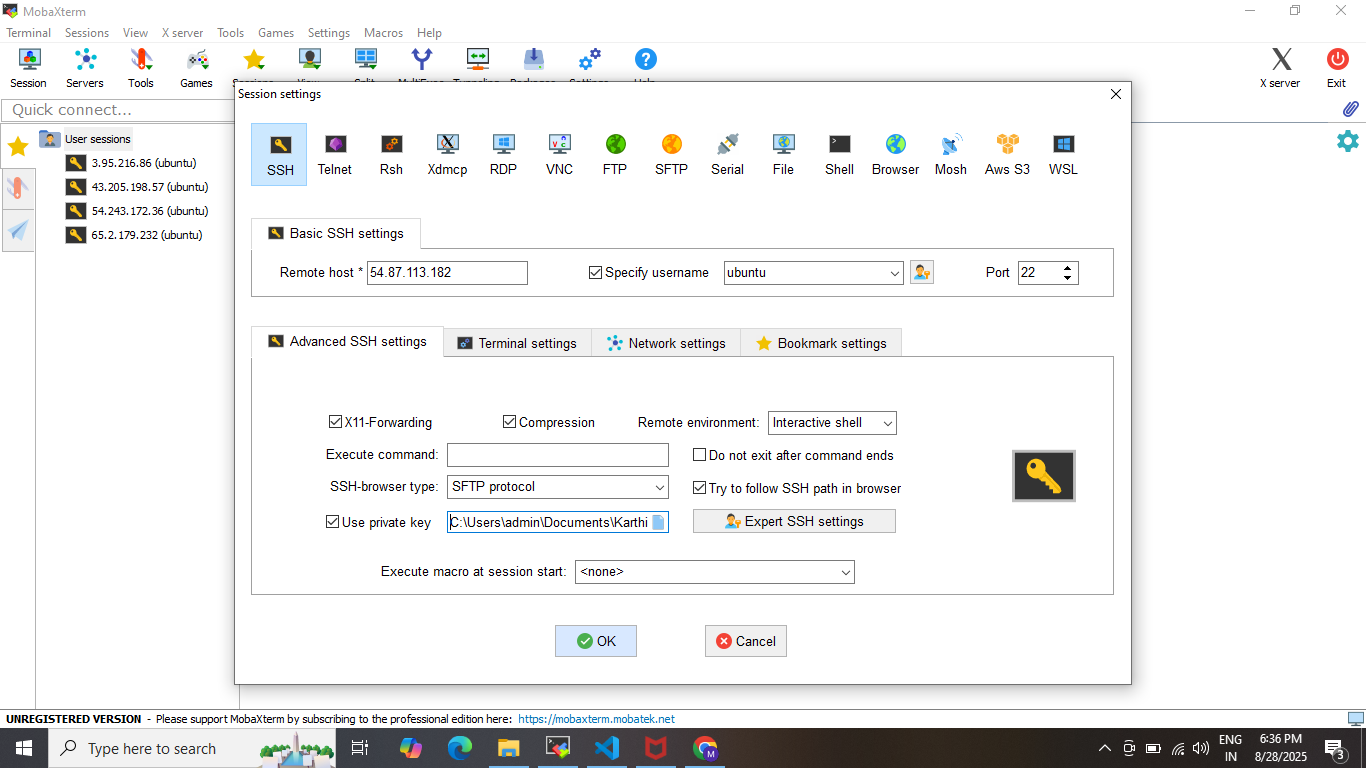 MobaXterm
Terminal Sessions View X server Tools Games Settings Macros Help
Session Servers Tools Games X server Exit
Quick connect...
Session settings
User sessions
3.95.216.86 (ubuntu)
43.205.198.57 (ubuntu)
54.243.172.36 (ubuntu)
65.2.179.232 (ubuntu)
SSH Telnet Rsh Xdmcp RDP VNC FTP SFTP Serial File Shell Browser Mosh Aws S3 WSL
Basic SSH settings
Remote host * 54.87.113.182 Specify username ubuntu Port 22
Advanced SSH settings Terminal settings Network settings Bookmark settings
X11-Forwarding Compression Remote environment: Interactive shell
Execute command: Do not exit after command ends
SSH-browser type: SFTP protocol Try to follow SSH path in browser
Use private key C:\Users\admin\Documents\Karthi Expert SSH settings
Execute macro at session start: <none>
OK Cancel
UNREGISTERED VERSION - Please support MobaXterm by subscribing to the professional edition here: https://mobaxterm.mobatek.net
Type here to search
ENG
IN
6:36 PM
8/28/2025
3